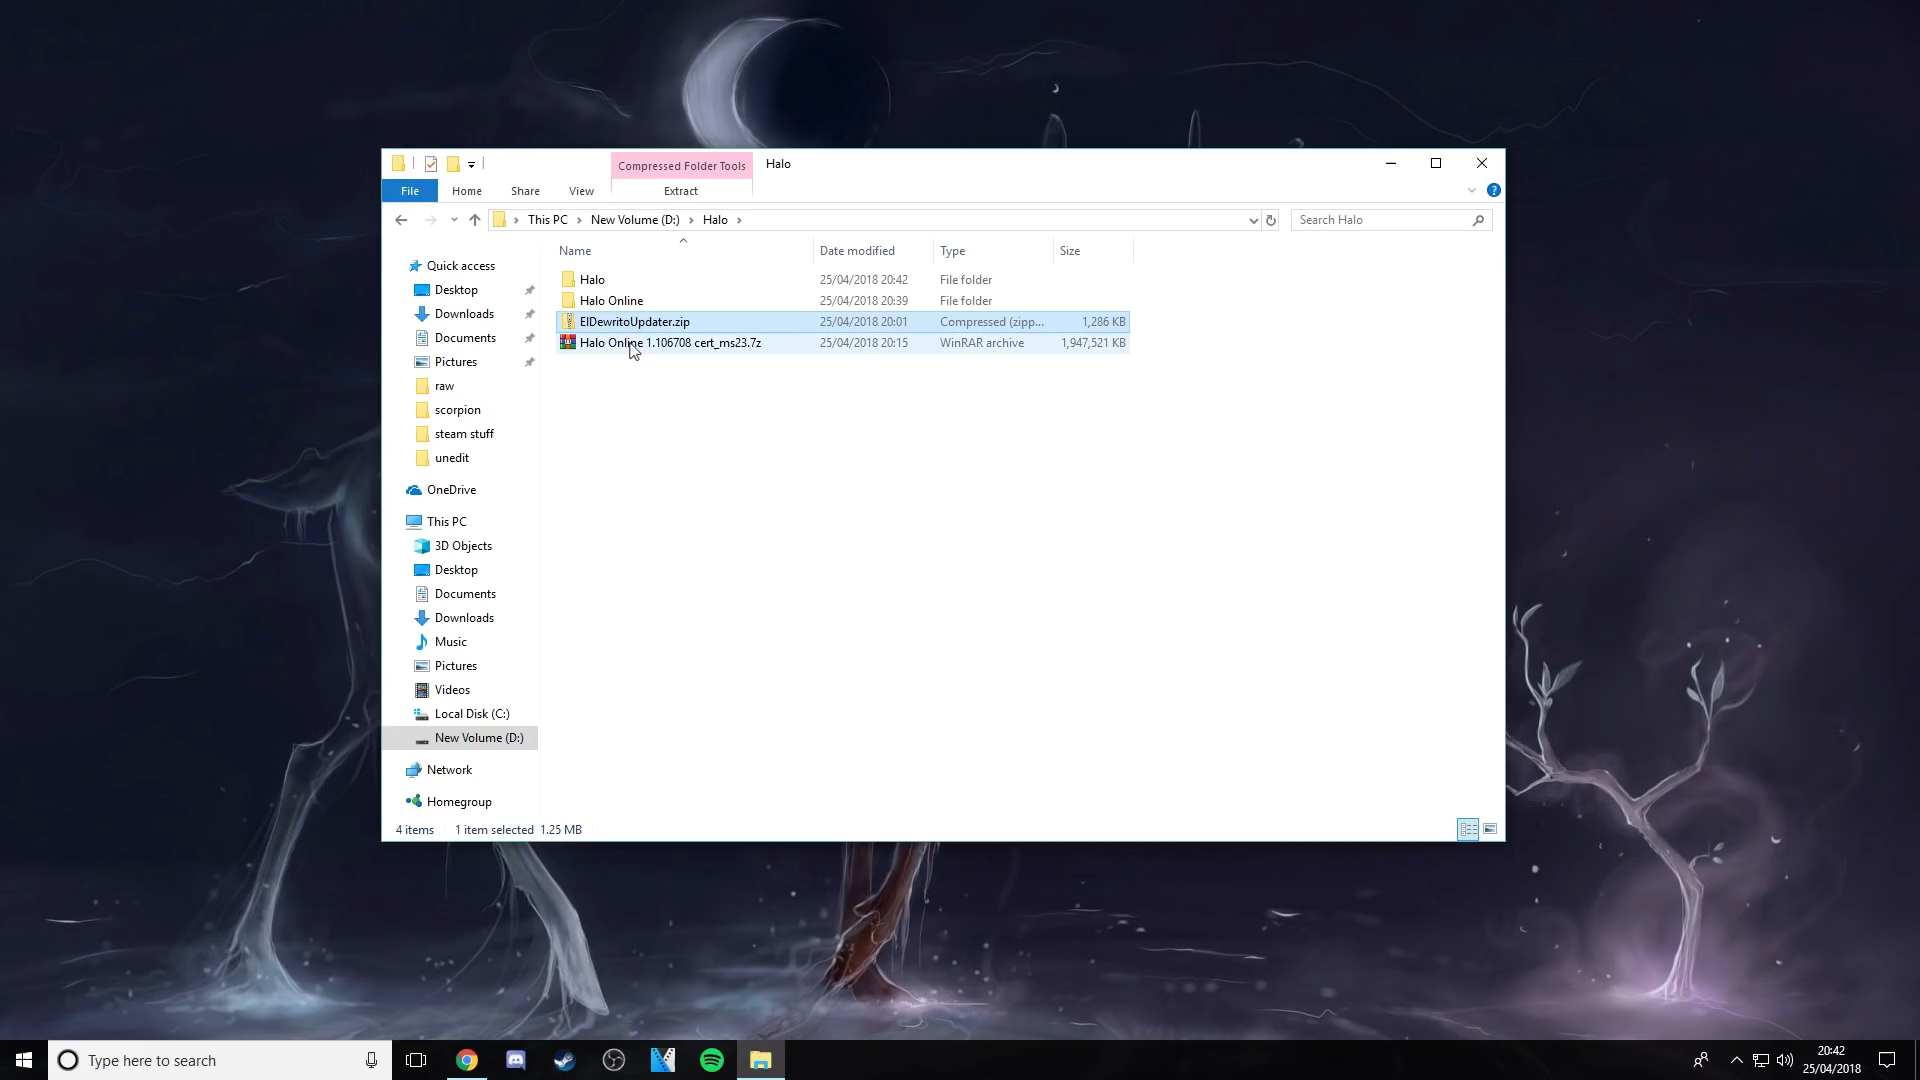 Compressed Folder Tools
Halo
File
Home
Share
View
Extract
This PC
New Volume (D:)
Halo
Search Halo
Name
Date modified
Type
Size
Halo
25/04/2018 20:42
File folder
Halo Online
25/04/2018 20:39
File folder
ElDewritoUpdater.zip
25/04/2018 20:01
Compressed (zipp...
1,286 KB
Halo Online 1.106708 cert_ms23.7z
25/04/2018 20:15
WinRAR archive
1,947,521 KB
Quick access
Desktop
Downloads
Documents
Pictures
raw
scorpion
steam stuff
unedit
OneDrive
This PC
3D Objects
Desktop
Documents
Downloads
Music
Pictures
Videos
Local Disk (C:)
New Volume (D:)
Network
Homegroup
4 items
1 item selected 1.25 MB
Type here to search
20:42
25/04/2018